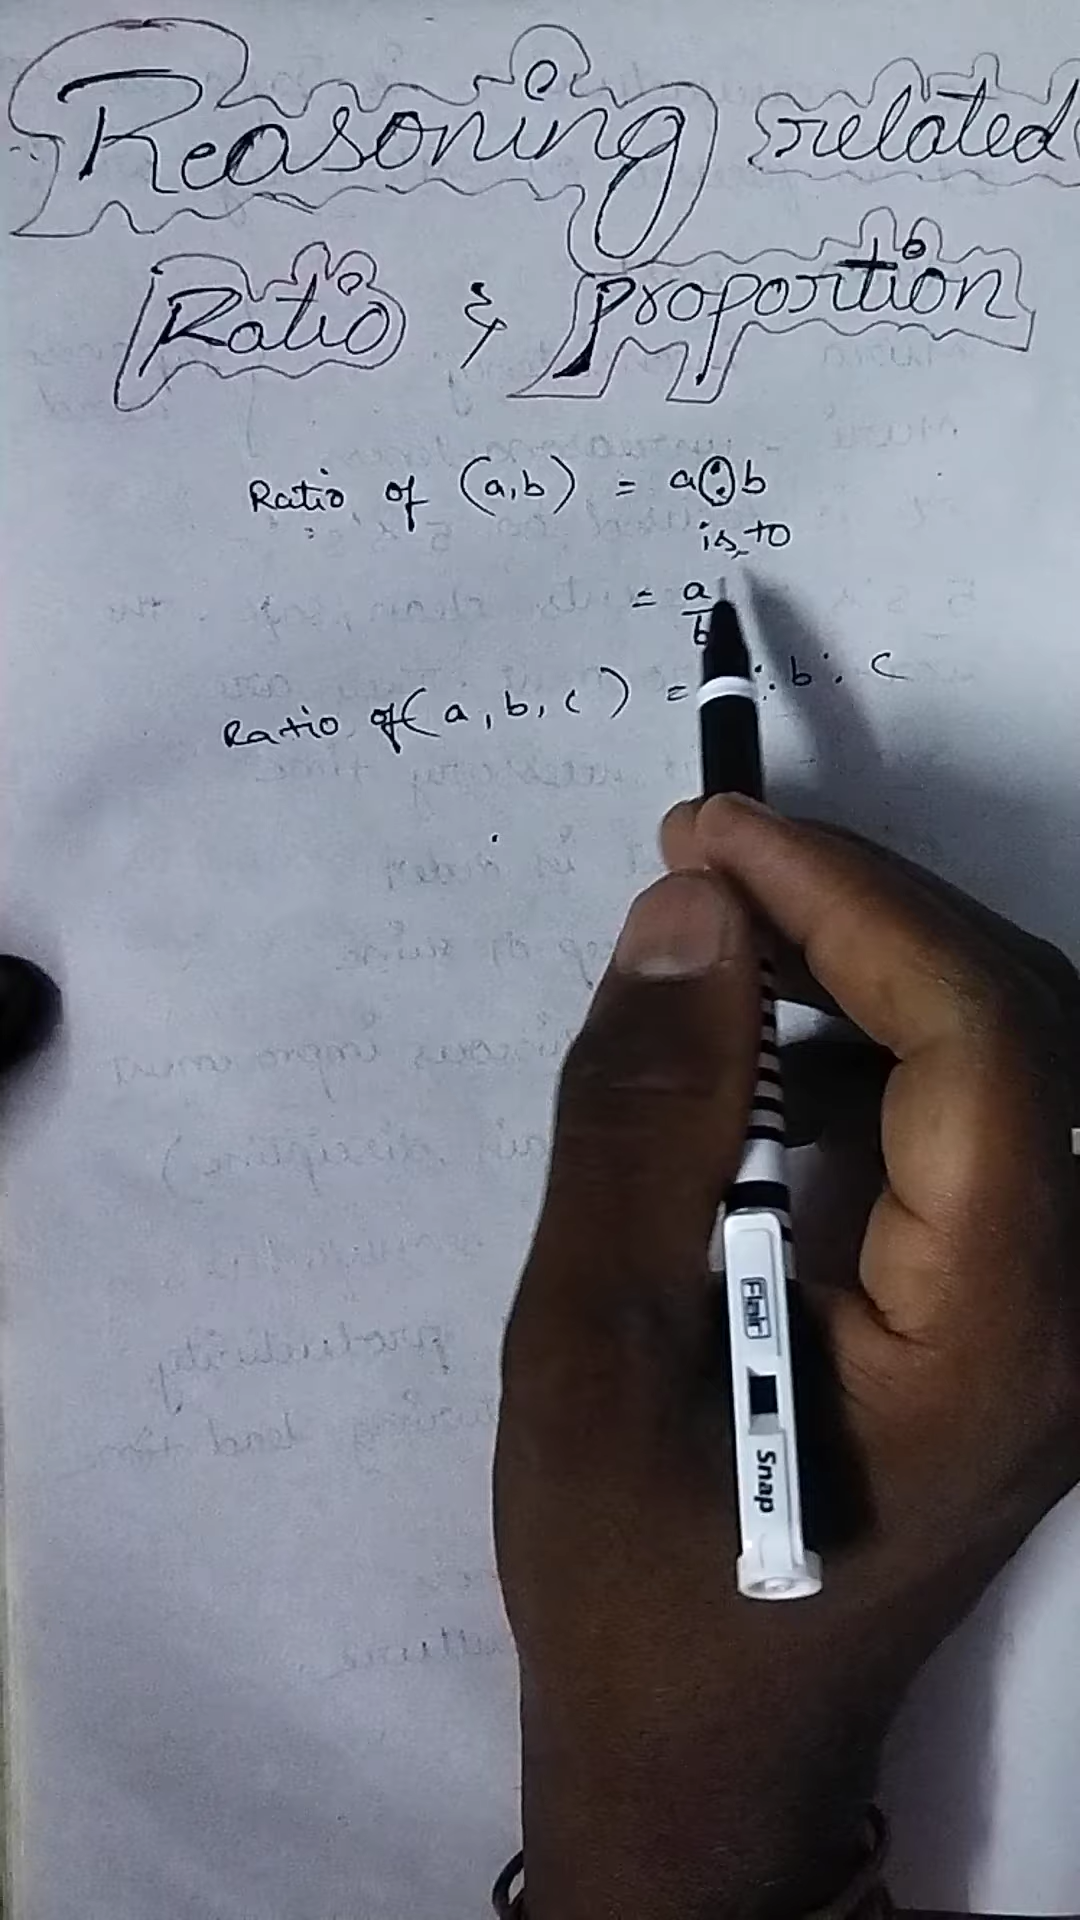 Reasoning related
Ratio & proportion
Ratio of (a,b) = a : b
is to
= a/b
Ratio of (a, b, c) = : b : c
Flair
Snap